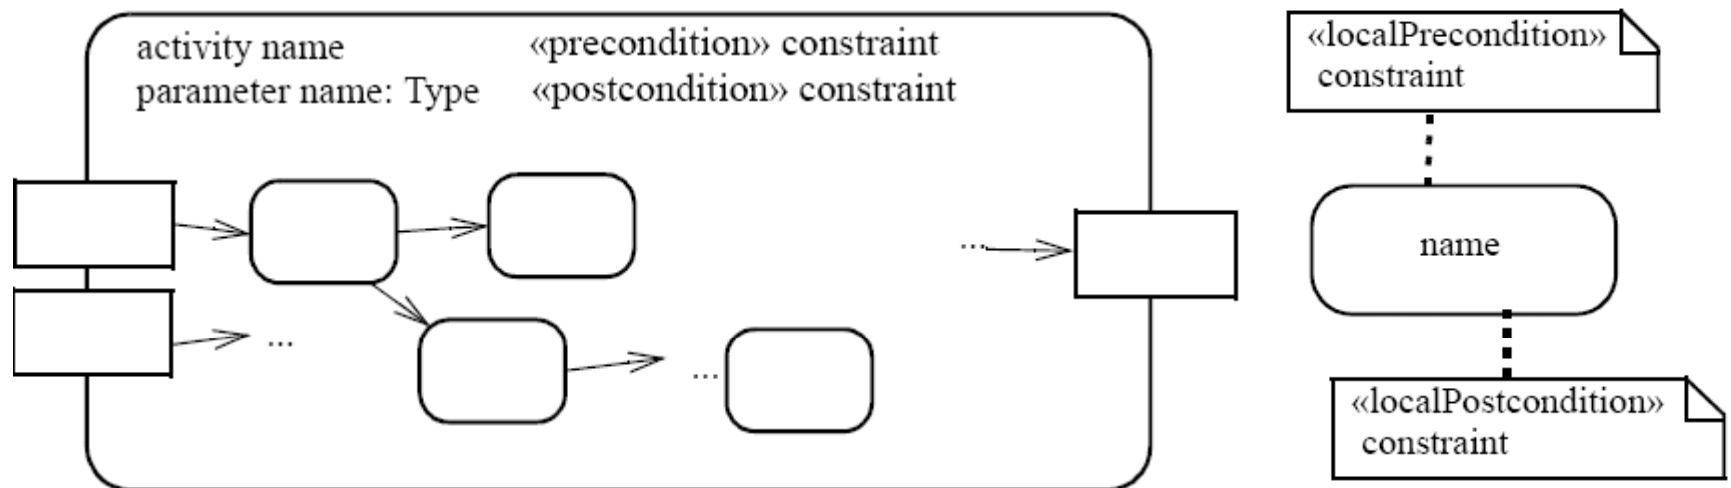 activity name
«precondition» constraint
parameter name: Type
«postcondition» constraint
...
...
...
«localPrecondition»
constraint
name
«localPostcondition»
constraint